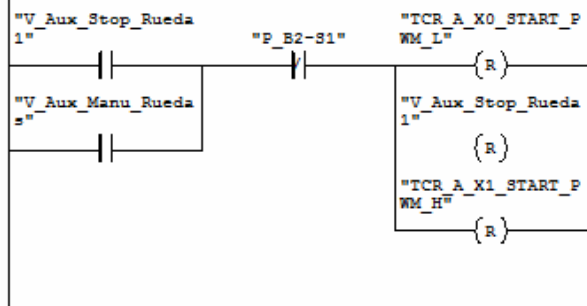 "V_Aux_Stop_Rueda
1"
"P_B2-S1"
"TCR_A_X0_START_P
WM_L"
(R)
"V_Aux_Manu_Rueda
s"
"V_Aux_Stop_Rueda
1"
(R)
"TCR_A_X1_START_P
WM_H"
(R)